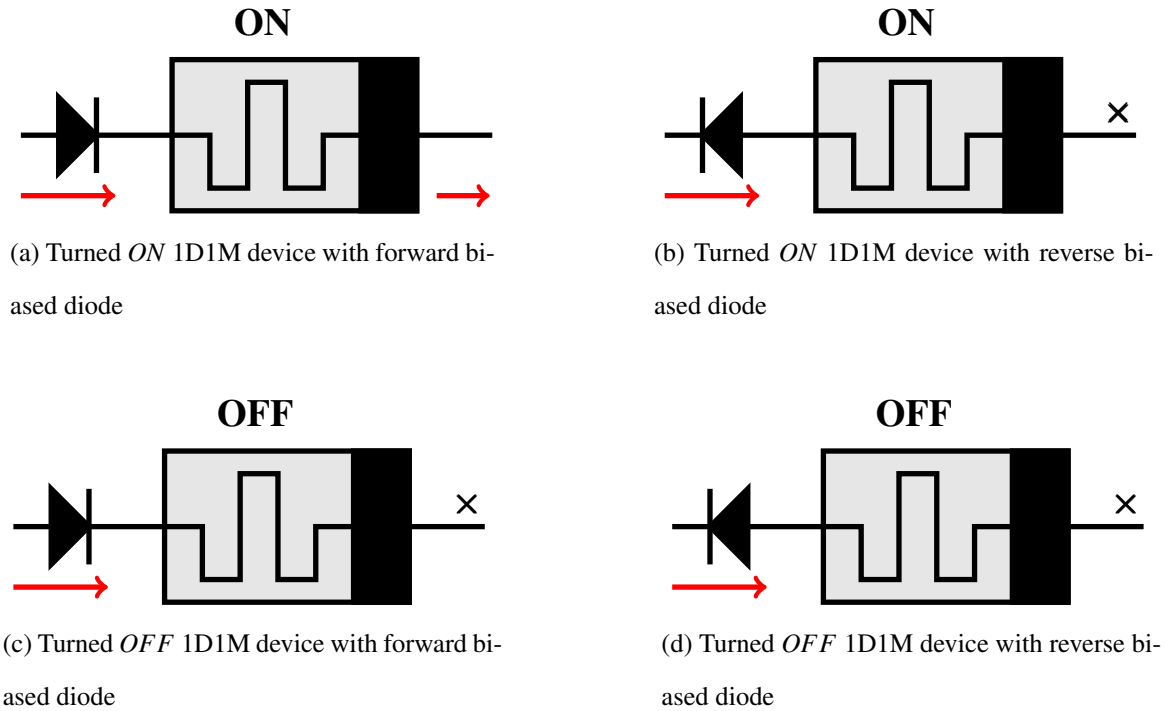 ON
(a) Turned ON 1D1M device with forward bi-
ased diode
ON
(b) Turned ON 1D1M device with reverse bi-
ased diode
OFF
(c) Turned OFF 1D1M device with forward bi-
ased diode
OFF
(d) Turned OFF 1D1M device with reverse bi-
ased diode